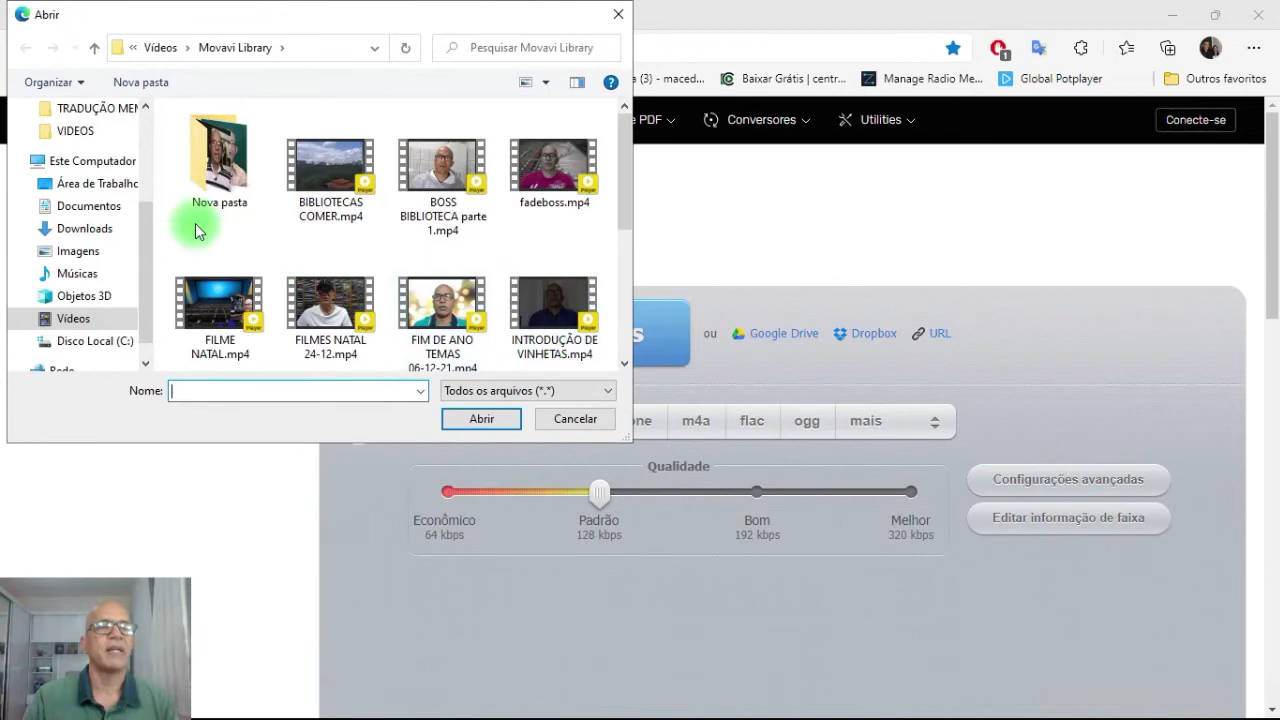 Abrir
Vídeos
Movavi Library
Pesquisar Movavi Library
Organizar
Nova pasta
(3) - maced...
Baixar Grátis | centr...
Manage Radio Me...
Global Potplayer
Outros favoritos
TRADUÇÃO MEN
VIDEOS
Este Computador
Área de Trabalho
Documentos
Downloads
Imagens
Músicas
Objetos 3D
Vídeos
Disco Local (C:)
Nova pasta
BIBLIOTECAS
COMER.mp4
BOSS
BIBLIOTECA parte
1.mp4
fadeboss.mp4
FILME
NATAL.mp4
FILMES NATAL
24-12.mp4
FIM DE ANO
TEMAS
06-12-21.mp4
INTRODUÇÃO DE
VINHETAS.mp4
Nome:
Todos os arquivos (*.*)
Abrir
Cancelar
e PDF
Conversores
Utilities
Conecte-se
s
ou
Google Drive
Dropbox
URL
one
m4a
flac
ogg
mais
Qualidade
Econômico
64 kbps
Padrão
128 kbps
Bom
192 kbps
Melhor
320 kbps
Configurações avançadas
Editar informação de faixa